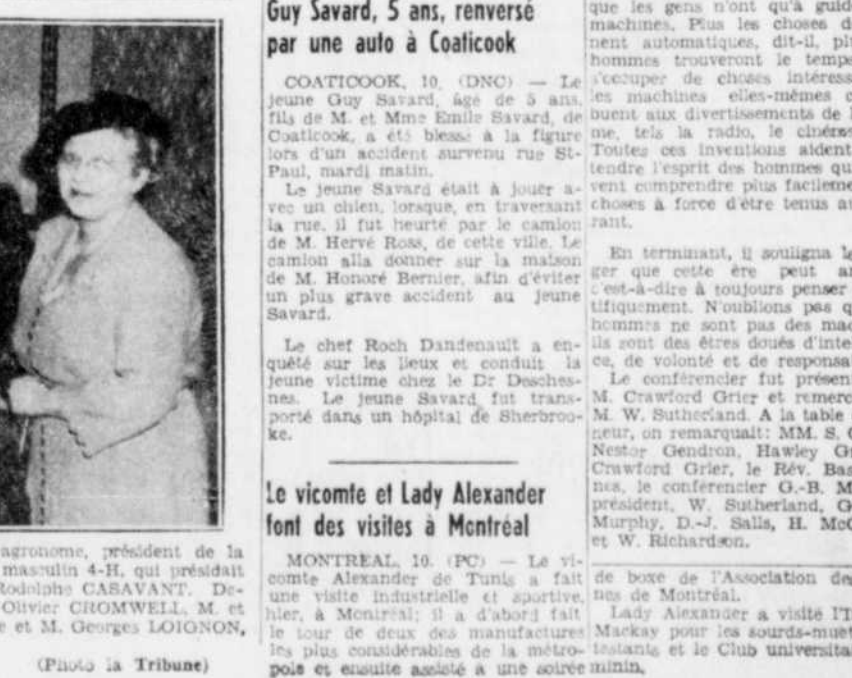 agronome, président de la
masculin 4-H, qui présidait
Rodolphe CASAVANT. De-
Olivier CROMWELL, M. et
e et M. Georges LOIGNON,
(Photo la Tribune)
Guy Savard, 5 ans, renversé
par une auto à Coaticook
COATICOOK, 10. (DNC) — Le
jeune Guy Savard, âgé de 5 ans,
fils de M. et Mme Emile Savard, de
Coaticook, a été blessé à la figure
lors d'un accident survenu rue St-
Paul, mardi matin.
Le jeune Savard était à jouer a-
vec un chien, lorsque, en traversant
la rue, il fut heurté par le camion
de M. Hervé Ross, de cette ville. Le
camion alla donner sur la maison
de M. Honoré Bernier, afin d'éviter
un plus grave accident au jeune
Savard.
Le chef Roch Dandenault a en-
quêté sur les lieux et conduit la
jeune victime chez le Dr Desches-
nes. Le jeune Savard fut trans-
porté dans un hôpital de Sherbroo-
ke.
Le vicomte et Lady Alexander
font des visites à Montréal
MONTREAL, 10. (PC) — Le vi-
comte Alexander de Tunis a fait
une visite industrielle et sportive,
hier, à Montréal; il a d'abord fait
le tour de deux des manufactures
les plus considérables de la métro-
pole et ensuite assisté a une soirée
que les gens n'ont qu'à guid
machines. Plus les choses d
nent automatiques, dit-il, pl
hommes trouveront le temps
s'occuper de choses intéress
les machines elles-mêmes c
buent aux divertissements de l
me, tels la radio, le cinéma
Toutes ces inventions aident
tendre l'esprit des hommes qu
vent comprendre plus facileme
choses à force d'être tenus au
rant.
En terminant, il souligna le
ger que cette ère peut a
c'est-à-dire à toujours penser
tifiquement. N'oublions pas q
hommes ne sont pas des mac
ils sont des êtres doués d'inte
ce, de volonté et de responsa
Le conférencier fut présen
M. Crawford Grier et remerc
M. W. Sutherland. A la table
neur, on remarquait: MM. S. G
Nestor Gendron, Hawley G
Crawford Grier, le Rév. Bas
nes, le conférencier G.-B. M
président, W. Sutherland, G
Murphy, D.-J. Salls, H. McC
et W. Richardson.
de boxe de l'Association de
nes de Montréal.
Lady Alexander a visité l'I
Mackay pour les sourds-muet
testants et le Club universita
minin.